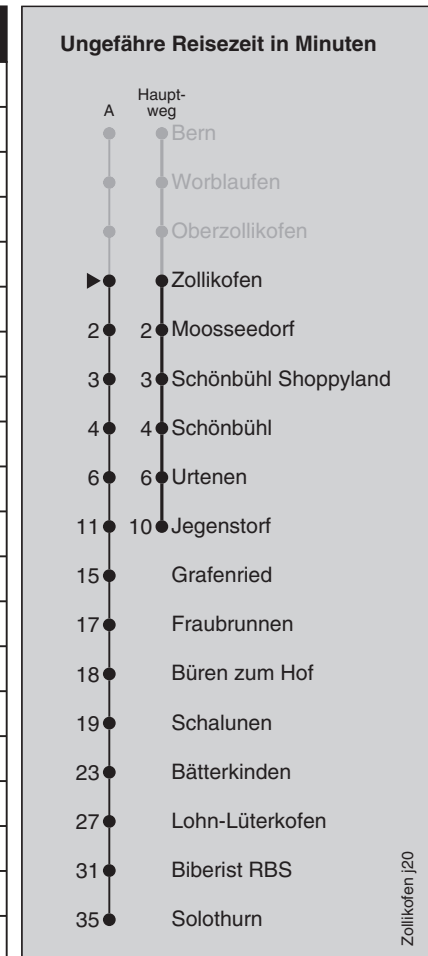 Ungefähre Reisezeit in Minuten
A Haupt-
weg
Bern
Worblaufen
Oberzollikofen
Zollikofen
2 2 Moosseedorf
3 3 Schönbühl Shoppyland
4 4 Schönbühl
6 6 Urtenen
11 10 Jegenstorf
15 Grafenried
17 Fraubrunnen
18 Büren zum Hof
19 Schalunen
23 Bätterkinden
27 Lohn-Lüterkofen
31 Biberist RBS
35 Solothurn
Zollikofen j20